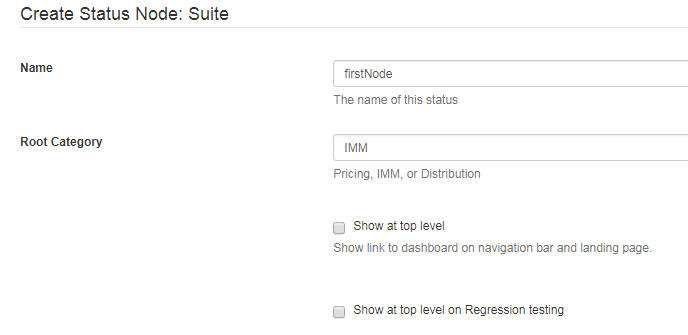 Create Status Node: Suite
Name
firstNode
The name of this status
Root Category
IMM
Pricing, IMM, or Distribution
Show at top level
Show link to dashboard on navigation bar and landing page.
Show at top level on Regression testing